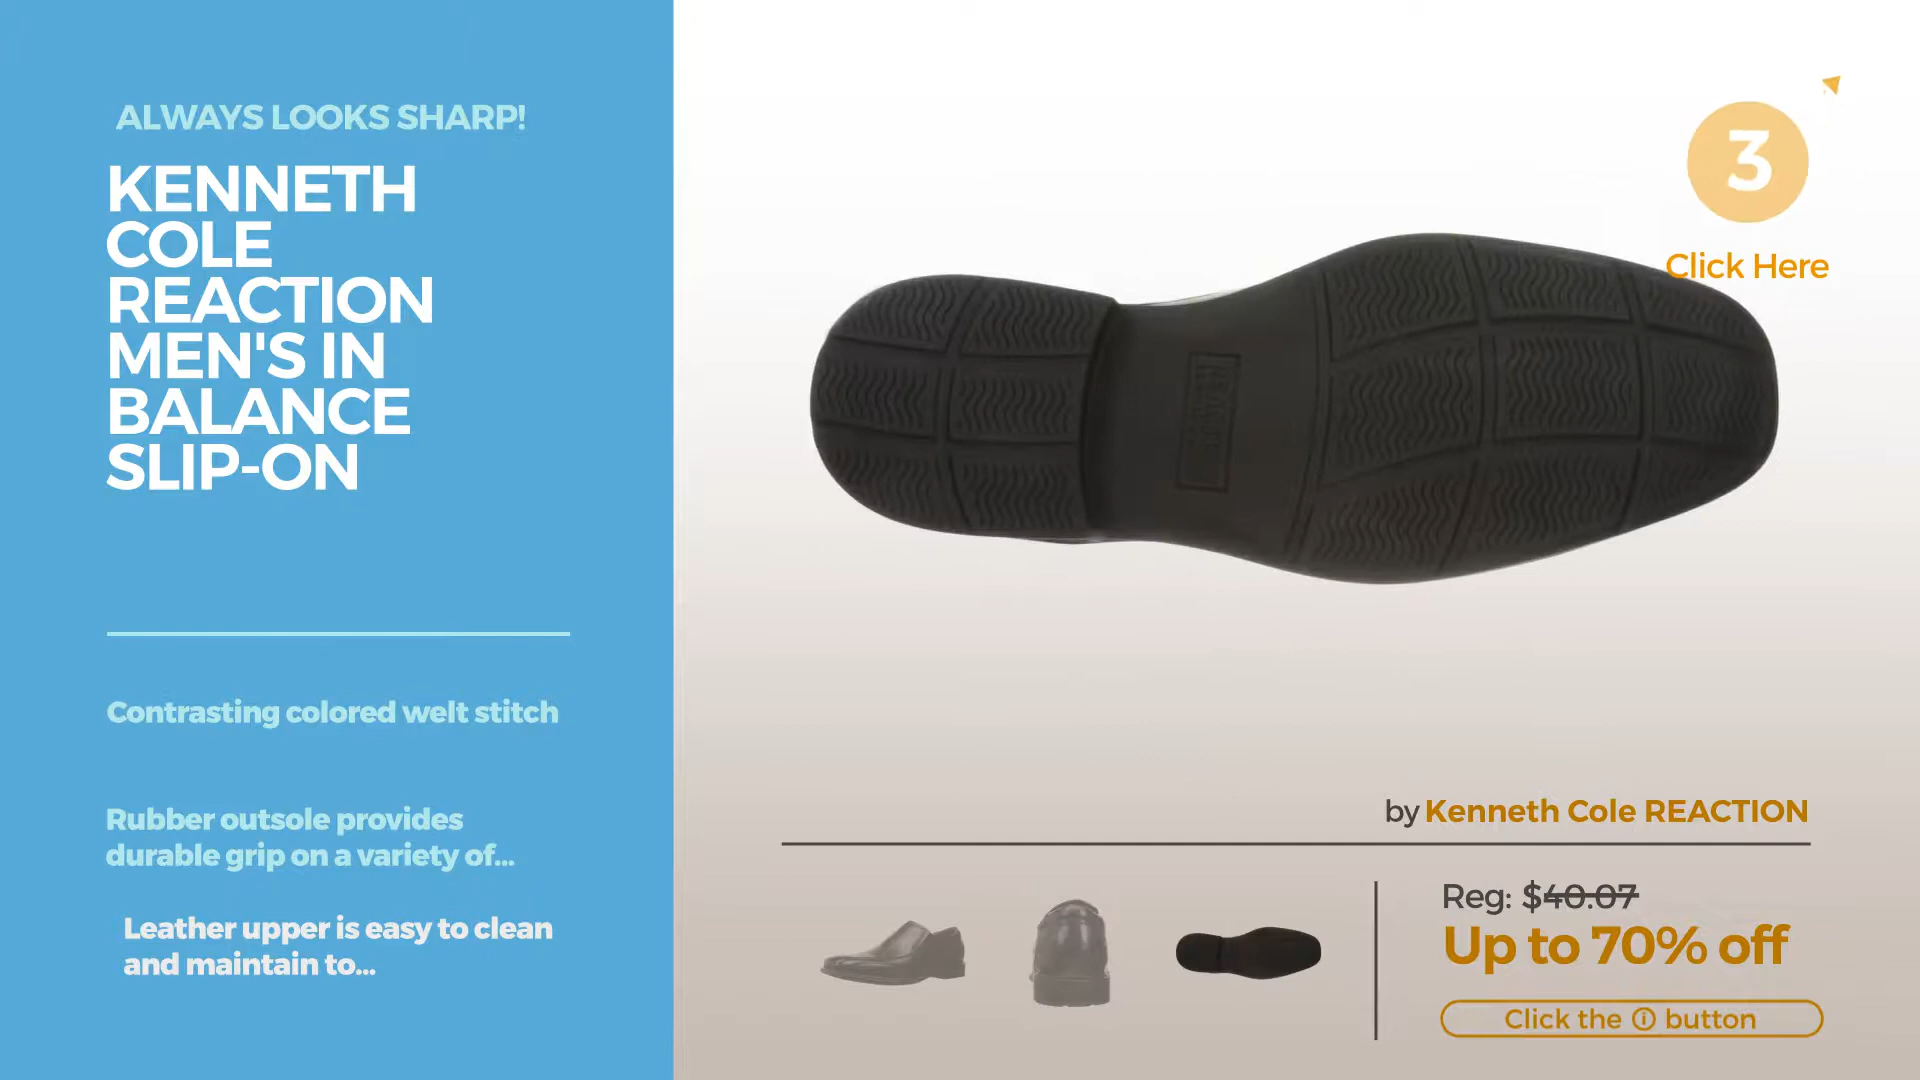 ALWAYS LOOKS SHARP!
KENNETH
COLE
REACTION
MEN'S IN
BALANCE
SLIP-ON
Contrasting colored welt stitch
Rubber outsole provides
durable grip on a variety of...
Leather upper is easy to clean
and maintain to...
3
Click Here
by Kenneth Cole REACTION
Reg: $40.07
Up to 70% off
Click the ⓘ button